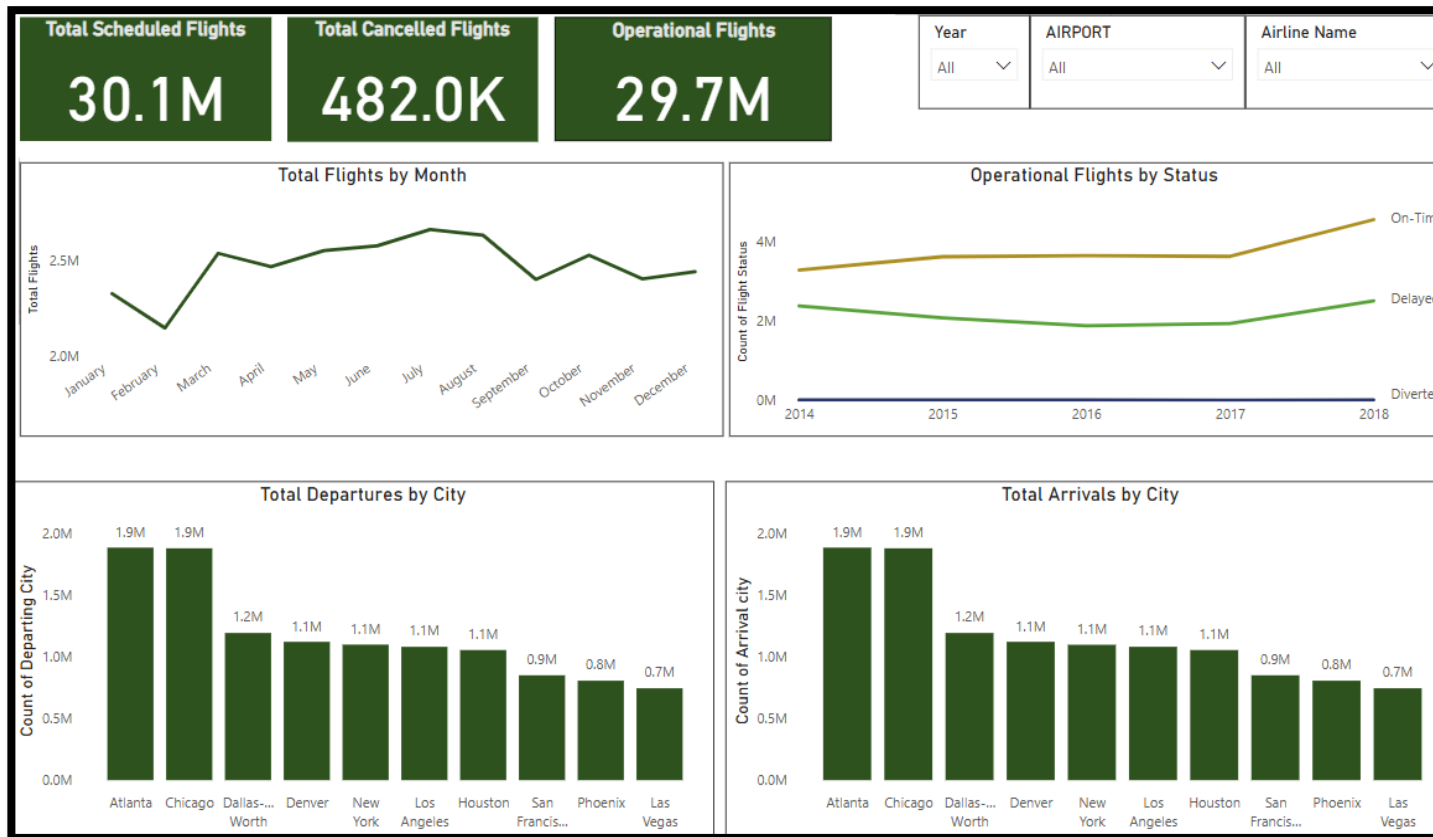 Total Scheduled Flights
30.1M
Total Cancelled Flights
482.0K
Operational Flights
29.7M
Year
All
AIRPORT
All
Airline Name
All
Total Flights by Month
Total Flights
2.5M
2.0M
January
February
March
April
May
June
July
August
September
October
November
December
Operational Flights by Status
Count of Flight Status
4M
2M
0M
On-Tim
Delayed
Diverte
2014
2015
2016
2017
2018
Total Departures by City
Count of Departing City
2.0M
1.5M
1.0M
0.5M
0.0M
1.9M
1.9M
1.2M
1.1M
1.1M
1.1M
1.1M
0.9M
0.8M
0.7M
Atlanta
Chicago
Dallas-...
Worth
Denver
New
York
Los
Angeles
Houston
San
Francis...
Phoenix
Las
Vegas
Total Arrivals by City
Count of Arrival city
2.0M
1.5M
1.0M
0.5M
0.0M
1.9M
1.9M
1.2M
1.1M
1.1M
1.1M
1.1M
0.9M
0.8M
0.7M
Atlanta
Chicago
Dallas-...
Worth
Denver
New
York
Los
Angeles
Houston
San
Francis...
Phoenix
Las
Vegas